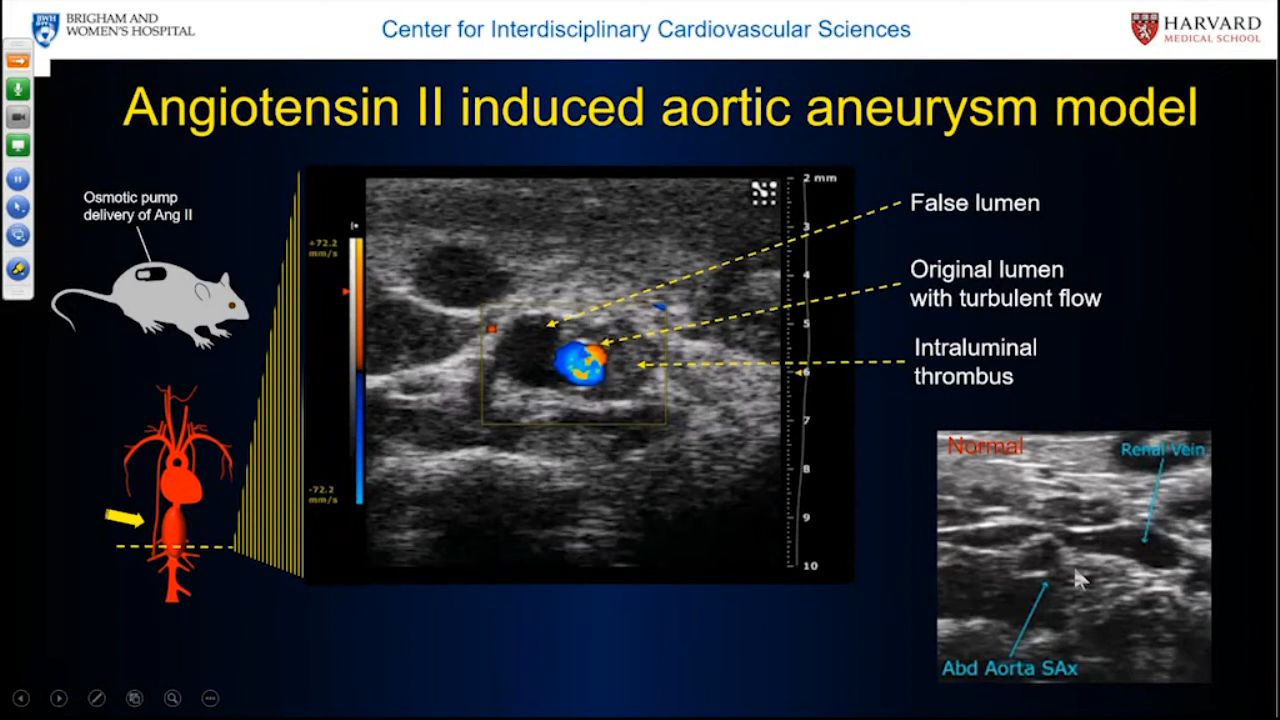 BWH
BRIGHAM AND
WOMEN'S HOSPITAL
Center for Interdisciplinary Cardiovascular Sciences
HARVARD
MEDICAL SCHOOL
Angiotensin II induced aortic aneurysm model
Osmotic pump
delivery of Ang II
+72.2
mm/s
-72.2
mm/s
2 mm
3
4
5
6
7
8
9
10
False lumen
Original lumen
with turbulent flow
Intraluminal
thrombus
Normal
Renal Vein
Abd Aorta SAx